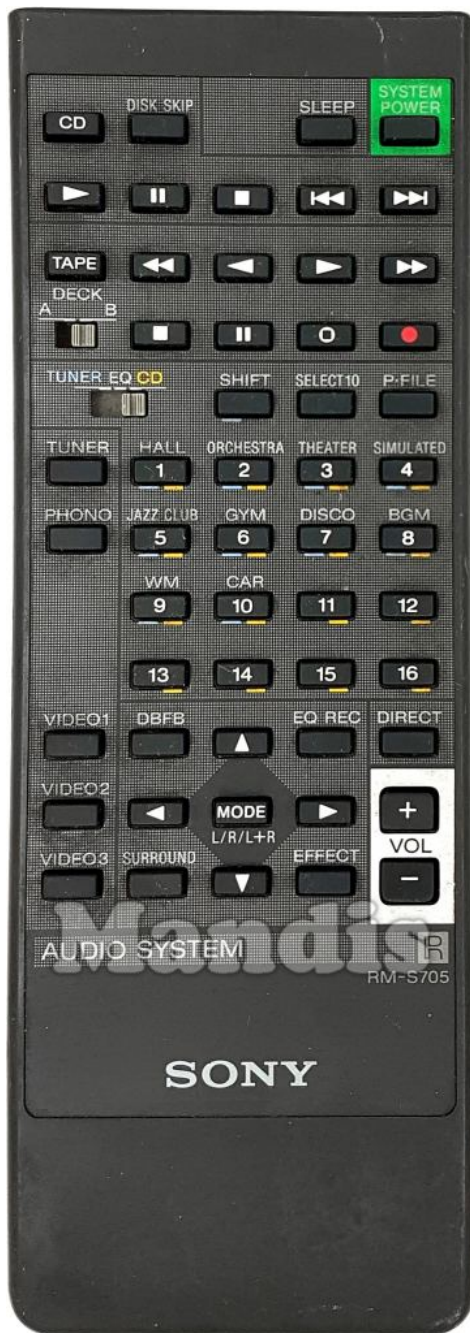 SYSTEM
DISK SKIP SLEEP POWER
CD
TAPE
DECK
A B
TUNER EQ CD SHIFT SELECT10 P·FILE
TUNER HALL ORCHESTRA THEATER SIMULATED
1 2 3 4
PHONO JAZZ CLUB GYM DISCO BGM
5 6 7 8
WM CAR
9 10 11 12
13 14 15 16
VIDEO1 DBFB EQ REC DIRECT
VIDEO2 MODE +
L/R/L+R VOL
VIDEO3 SURROUND EFFECT −
Mandis
AUDIO SYSTEM R
RM-S705
SONY